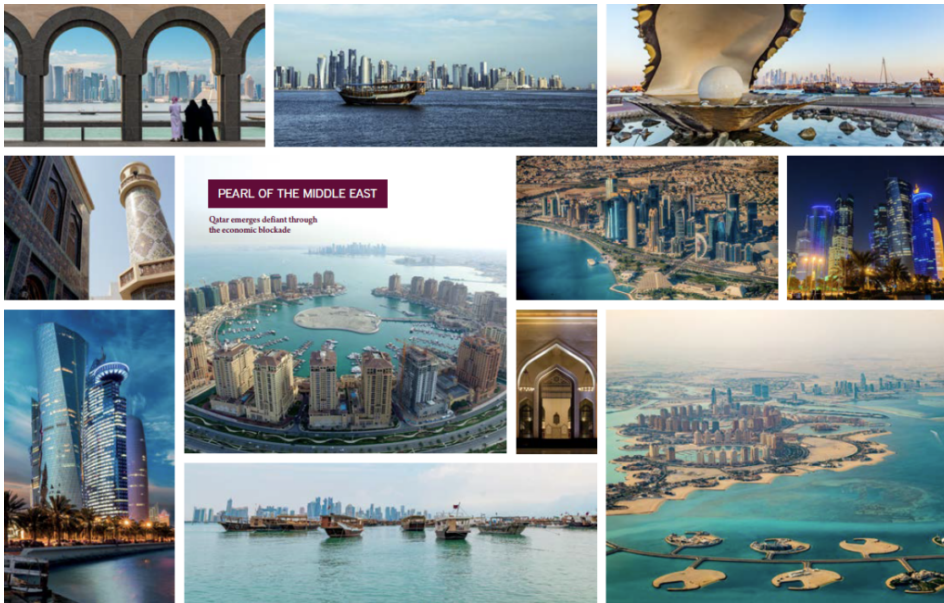 PEARL OF THE MIDDLE EAST
Qatar emerges defiant through
the economic blockade